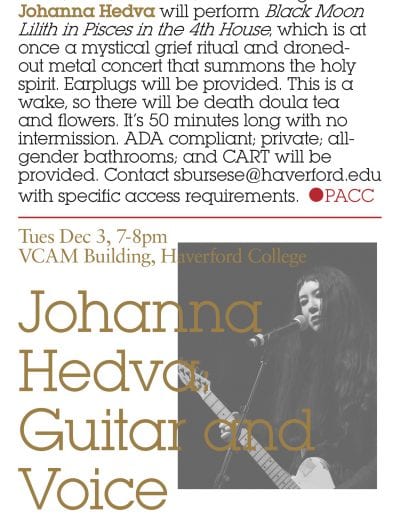 Johanna Hedva will perform Black Moon
Lilith in Pisces in the 4th House, which is at
once a mystical grief ritual and droned-
out metal concert that summons the holy
spirit. Earplugs will be provided. This is a
wake, so there will be death doula tea
and flowers. It's 50 minutes long with no
intermission. ADA compliant; private; all-
gender bathrooms; and CART will be
provided. Contact sbursese@haverford.edu
with specific access requirements. ●PACC
Tues Dec 3, 7-8pm
VCAM Building, Haverford College
Johanna
Hedva:
Guitar and
Voice